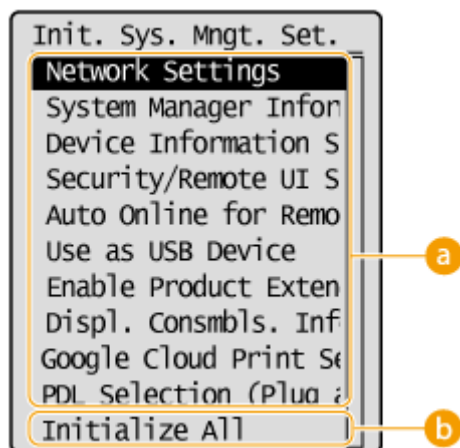 Init. Sys. Mngt. Set.
Network Settings
System Manager Infor
Device Information S
Security/Remote UI S
Auto Online for Remo
Use as USB Device
Enable Product Exten
Displ. Consmbls. Inf
a
Google Cloud Print Se
PDL Selection (Plug a
Initialize All
b